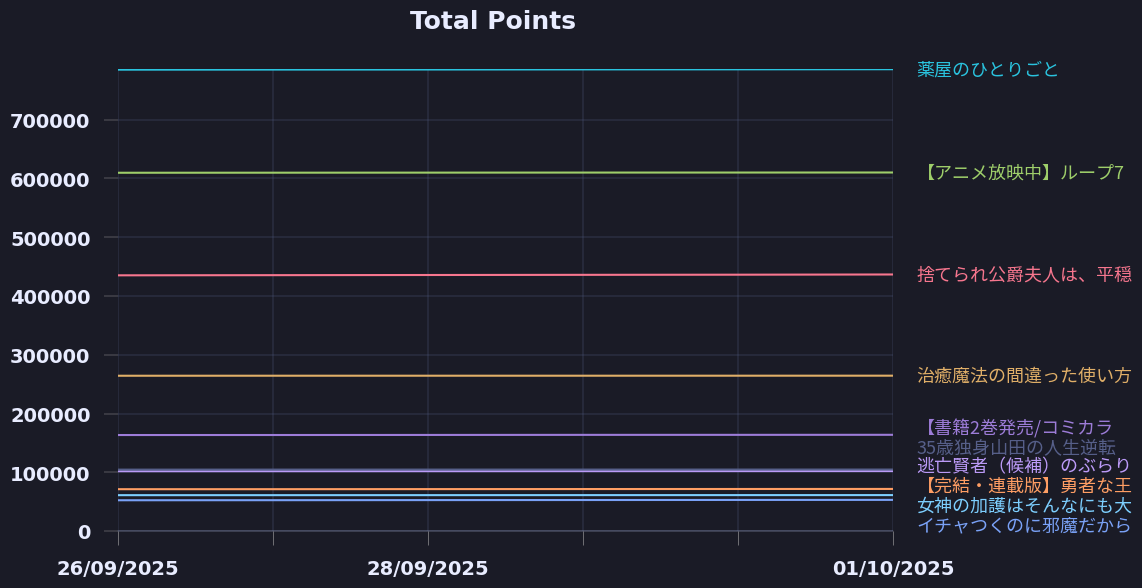 Total Points
薬屋のひとりごと
700000
【アニメ放映中】ループ7
600000
500000
捨てられ公爵夫人は、平穏
400000
300000
治癒魔法の間違った使い方
200000
【書籍2巻発売/コミカラ
35歳独身山田の人生逆転
逃亡賢者（候補）のぶらり
100000
【完結・連載版】勇者な王
女神の加護はそんなにも大
イチャつくのに邪魔だから
0
26/09/2025
28/09/2025
01/10/2025